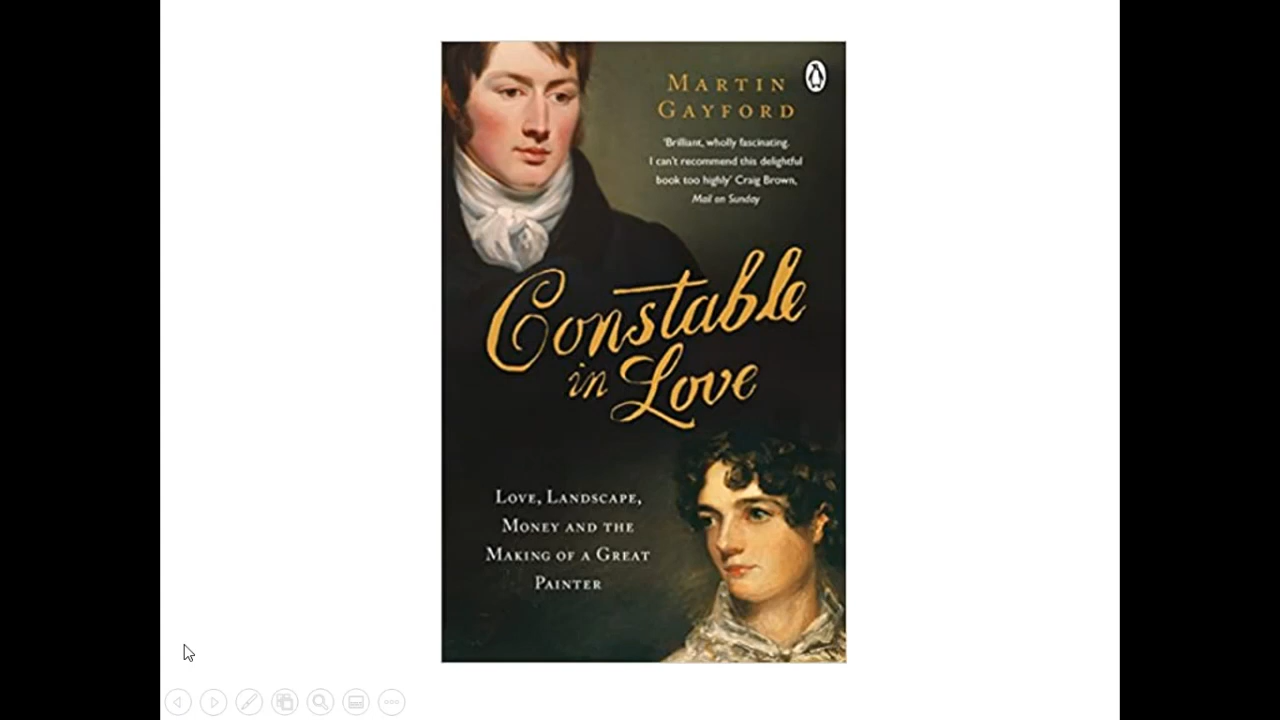 MARTIN
GAYFORD
'Brilliant, wholly fascinating.
I can't recommend this delightful
book too highly' Craig Brown,
Mail on Sunday
Constable
in Love
LOVE, LANDSCAPE,
MONEY AND THE
MAKING OF A GREAT
PAINTER